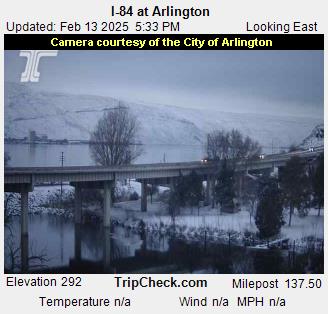 I-84 at Arlington
Updated: Feb 13 2025 5:33 PM Looking East
Camera courtesy of the City of Arlington
Elevation 292 TripCheck.com Milepost 137.50
Temperature n/a Wind n/a MPH n/a